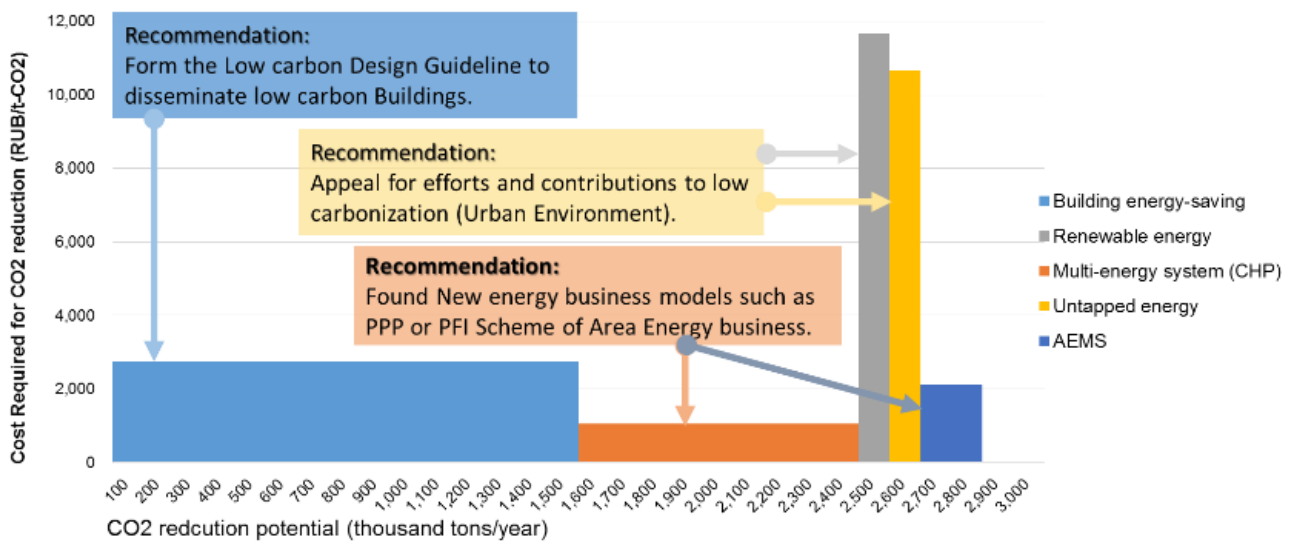 12,000
10,000
8,000
6,000
4,000
2,000
0
Cost Required for CO2 reduction (RUB/t-CO2)
Recommendation:
Form the Low carbon Design Guideline to
disseminate low carbon Buildings.
Recommendation:
Appeal for efforts and contributions to low
carbonization (Urban Environment).
Recommendation:
Found New energy business models such as
PPP or PFI Scheme of Area Energy business.
Building energy-saving
Renewable energy
Multi-energy system (CHP)
Untapped energy
AEMS
100
200
300
400
500
600
700
800
900
1,000
1,100
1,200
1,300
1,400
1,500
1,600
1,700
1,800
1,900
2,000
2,100
2,200
2,300
2,400
2,500
2,600
2,700
2,800
2,900
3,000
CO2 redcution potential (thousand tons/year)